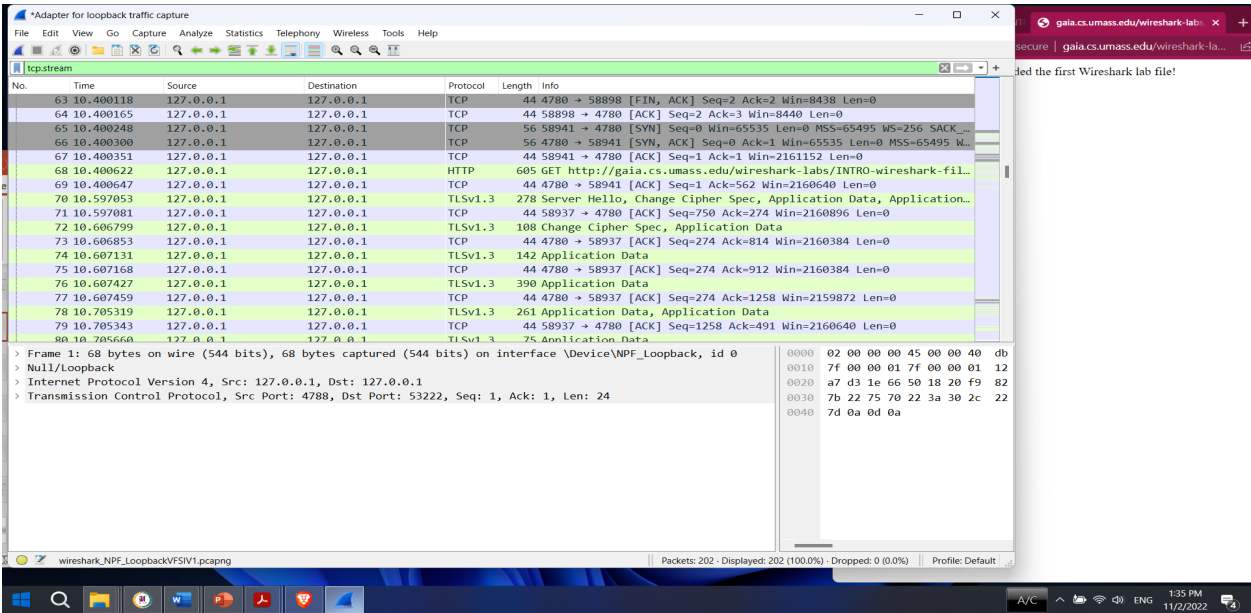 *Adapter for loopback traffic capture
File Edit View Go Capture Analyze Statistics Telephony Wireless Tools Help
tcp.stream
No. Time Source Destination Protocol Length Info
63 10.400118 127.0.0.1 127.0.0.1 TCP 44 4780 → 58898 [FIN, ACK] Seq=2 Ack=2 Win=8438 Len=0
64 10.400165 127.0.0.1 127.0.0.1 TCP 44 58898 → 4780 [ACK] Seq=2 Ack=3 Win=8440 Len=0
65 10.400248 127.0.0.1 127.0.0.1 TCP 56 58941 → 4780 [SYN] Seq=0 Win=65535 Len=0 MSS=65495 WS=256 SACK_…
66 10.400300 127.0.0.1 127.0.0.1 TCP 56 4780 → 58941 [SYN, ACK] Seq=0 Ack=1 Win=65535 Len=0 MSS=65495 W…
67 10.400351 127.0.0.1 127.0.0.1 TCP 44 58941 → 4780 [ACK] Seq=1 Ack=1 Win=2161152 Len=0
68 10.400622 127.0.0.1 127.0.0.1 HTTP 605 GET http://gaia.cs.umass.edu/wireshark-labs/INTRO-wireshark-fil…
69 10.400647 127.0.0.1 127.0.0.1 TCP 44 4780 → 58941 [ACK] Seq=1 Ack=562 Win=2160640 Len=0
70 10.597053 127.0.0.1 127.0.0.1 TLSv1.3 278 Server Hello, Change Cipher Spec, Application Data, Application…
71 10.597081 127.0.0.1 127.0.0.1 TCP 44 58937 → 4780 [ACK] Seq=750 Ack=274 Win=2160896 Len=0
72 10.606799 127.0.0.1 127.0.0.1 TLSv1.3 108 Change Cipher Spec, Application Data
73 10.606853 127.0.0.1 127.0.0.1 TCP 44 4780 → 58937 [ACK] Seq=274 Ack=814 Win=2160384 Len=0
74 10.607131 127.0.0.1 127.0.0.1 TLSv1.3 142 Application Data
75 10.607168 127.0.0.1 127.0.0.1 TCP 44 4780 → 58937 [ACK] Seq=274 Ack=912 Win=2160384 Len=0
76 10.607427 127.0.0.1 127.0.0.1 TLSv1.3 390 Application Data
77 10.607459 127.0.0.1 127.0.0.1 TCP 44 4780 → 58937 [ACK] Seq=274 Ack=1258 Win=2159872 Len=0
78 10.705319 127.0.0.1 127.0.0.1 TLSv1.3 261 Application Data, Application Data
79 10.705343 127.0.0.1 127.0.0.1 TCP 44 58937 → 4780 [ACK] Seq=1258 Ack=491 Win=2160640 Len=0
80 10.705660 127.0.0.1 127.0.0.1 TLSv1.3 75 Application Data
> Frame 1: 68 bytes on wire (544 bits), 68 bytes captured (544 bits) on interface \Device\NPF_Loopback, id 0
> Null/Loopback
> Internet Protocol Version 4, Src: 127.0.0.1, Dst: 127.0.0.1
> Transmission Control Protocol, Src Port: 4788, Dst Port: 53222, Seq: 1, Ack: 1, Len: 24
0000 02 00 00 00 45 00 00 40 db
0010 7f 00 00 01 7f 00 00 01 12
0020 a7 d3 1e 66 50 18 20 f9 82
0030 7b 22 75 70 22 3a 30 2c 22
0040 7d 0a 0d 0a
wireshark_NPF_LoopbackVFSIV1.pcapng
Packets: 202 · Displayed: 202 (100.0%) · Dropped: 0 (0.0%)
Profile: Default
gaia.cs.umass.edu/wireshark-labs
secure | gaia.cs.umass.edu/wireshark-la...
ded the first Wireshark lab file!
A/C
ENG
1:35 PM
11/2/2022
4